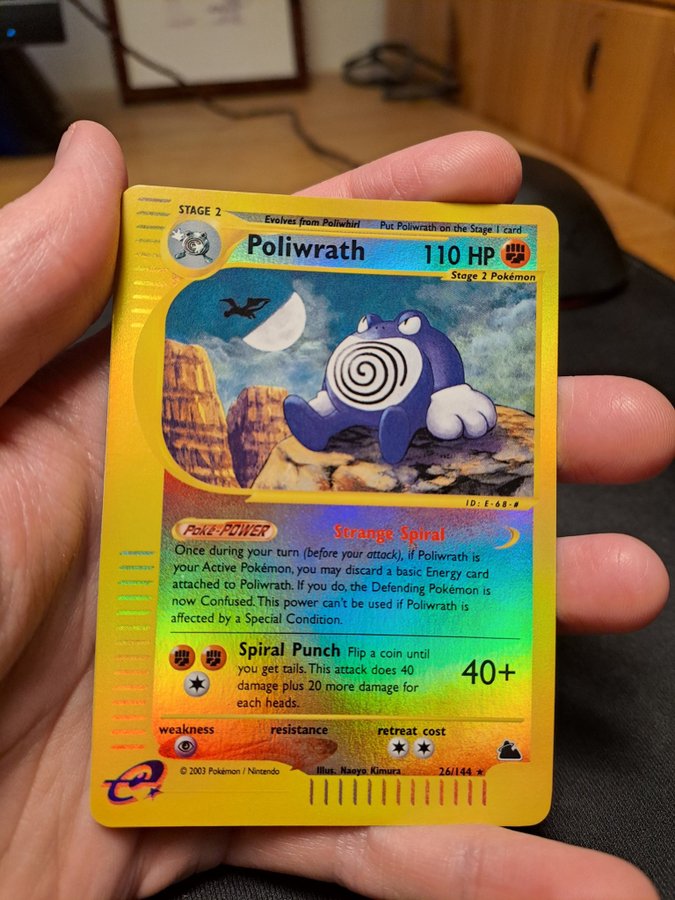 STAGE 2 Evolves from Poliwhirl Put Poliwrath on the Stage 1 card
Poliwrath 110 HP
Stage 2 Pokémon
ID: E-68-#
Poké-POWER Strange Spiral
Once during your turn (before your attack), if Poliwrath is
your Active Pokémon, you may discard a basic Energy card
attached to Poliwrath. If you do, the Defending Pokémon is
now Confused. This power can't be used if Poliwrath is
affected by a Special Condition.
Spiral Punch Flip a coin until
you get tails. This attack does 40
damage plus 20 more damage for
each heads.
40+
weakness resistance retreat cost
© 2003 Pokémon / Nintendo Illus. Naoyo Kimura 26/144 ★
e